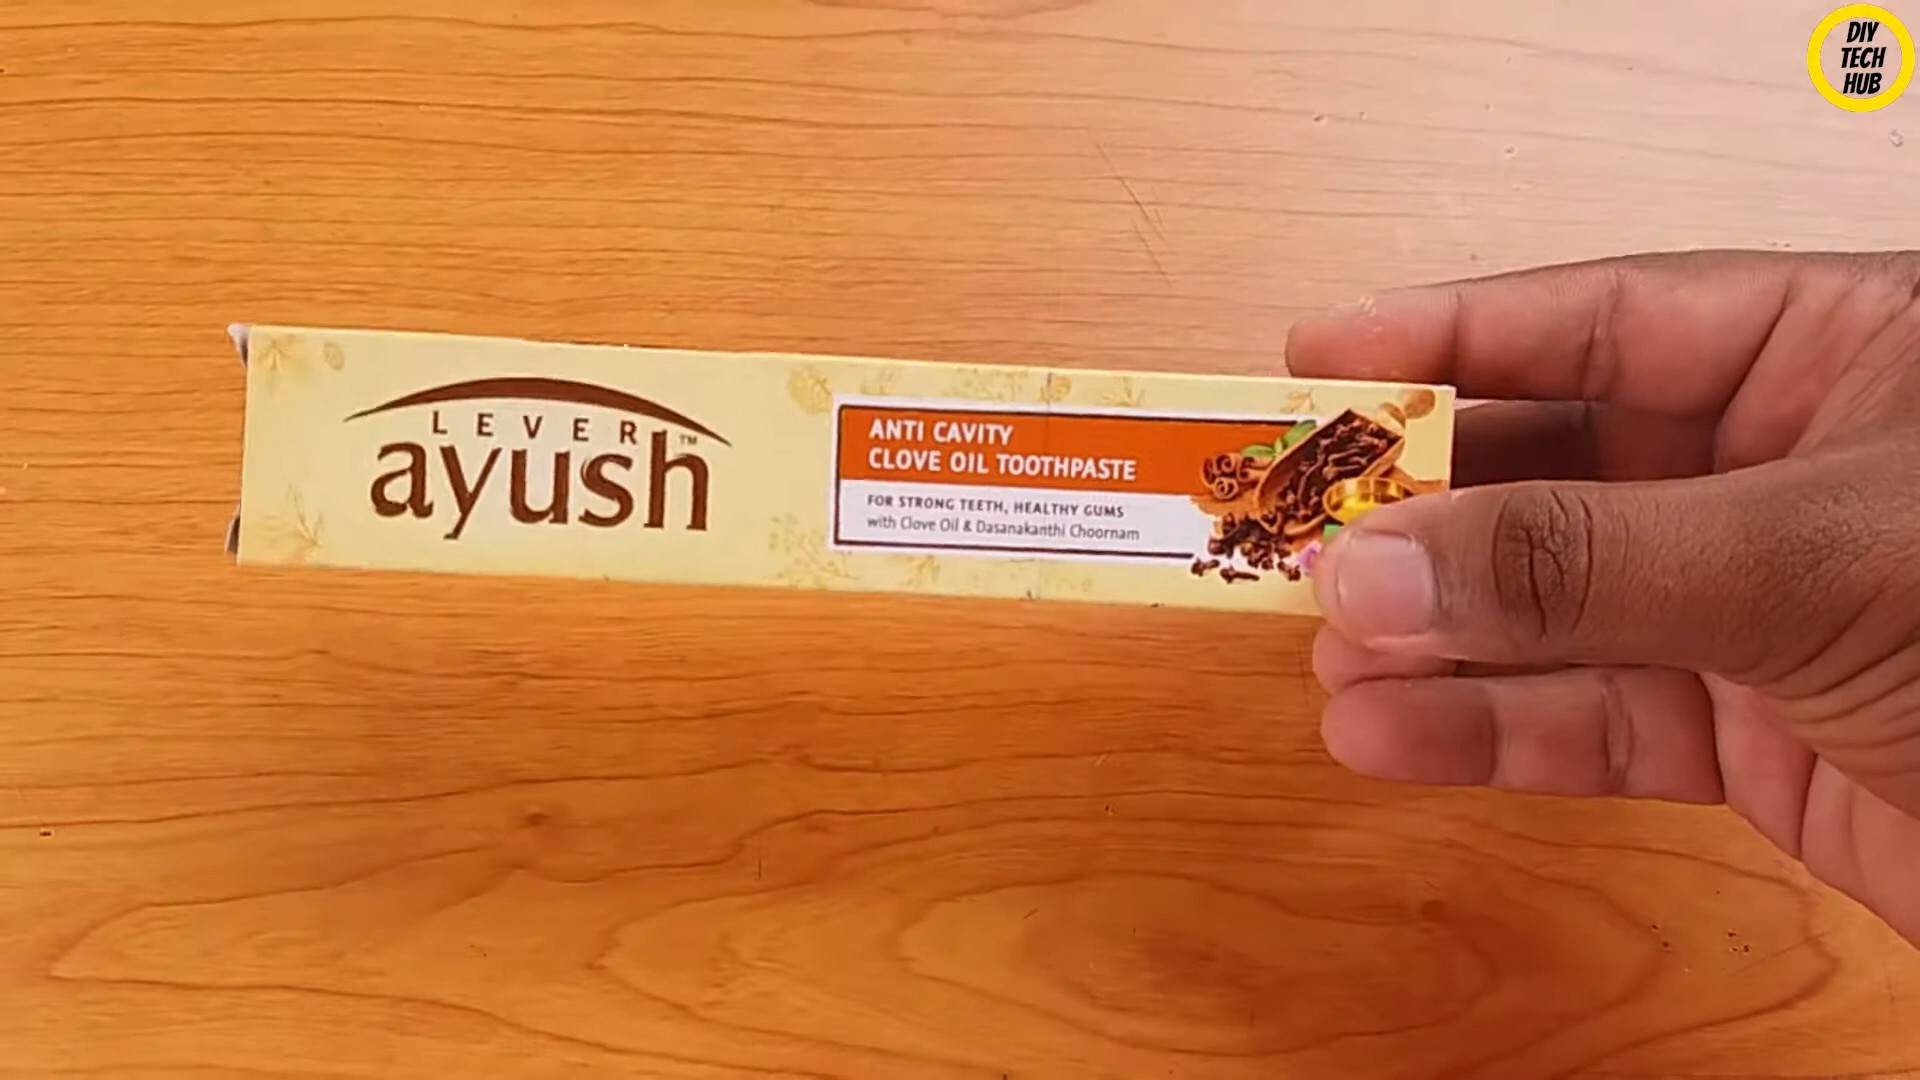 LEVER
ayush™
ANTI CAVITY
CLOVE OIL TOOTHPASTE
FOR STRONG TEETH, HEALTHY GUMS
with Clove Oil & Dasanakanthi Choornam
DIY
TECH
HUB